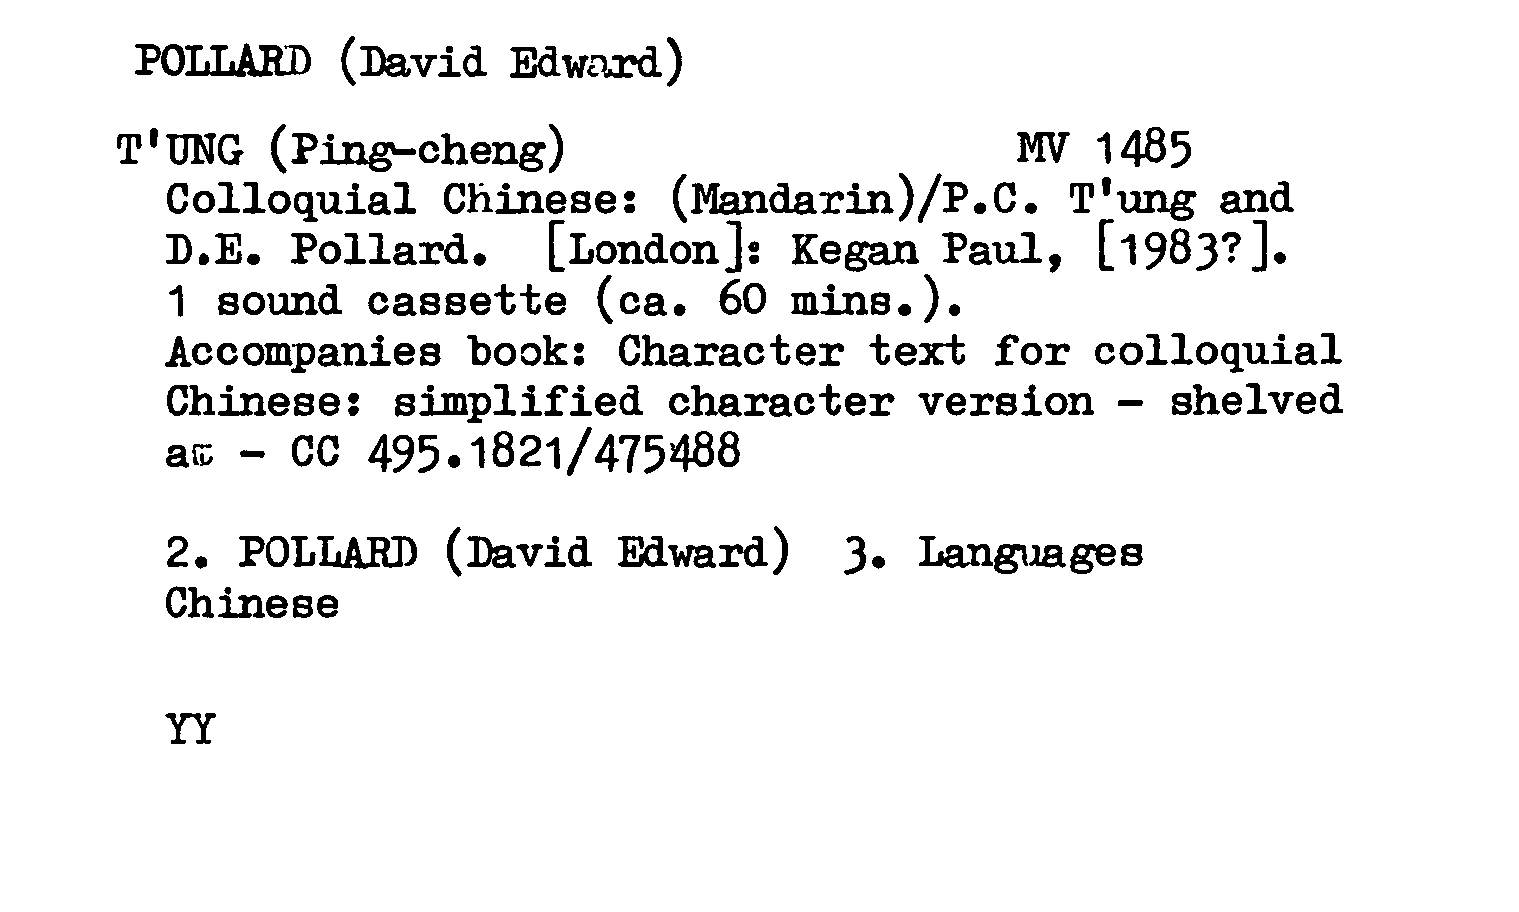 POLLARD (David Edward)
T'UNG (Ping-cheng) MV 1485
Colloquial Chinese: (Mandarin)/P.C. T'ung and
D.E. Pollard. [London]: Kegan Paul, [1983?].
1 sound cassette (ca. 60 mins.).
Accompanies book: Character text for colloquial
Chinese: simplified character version - shelved
- CC 495.1821/475488
2. POLLARD (David Edward) 3. Languages
Chinese
YY